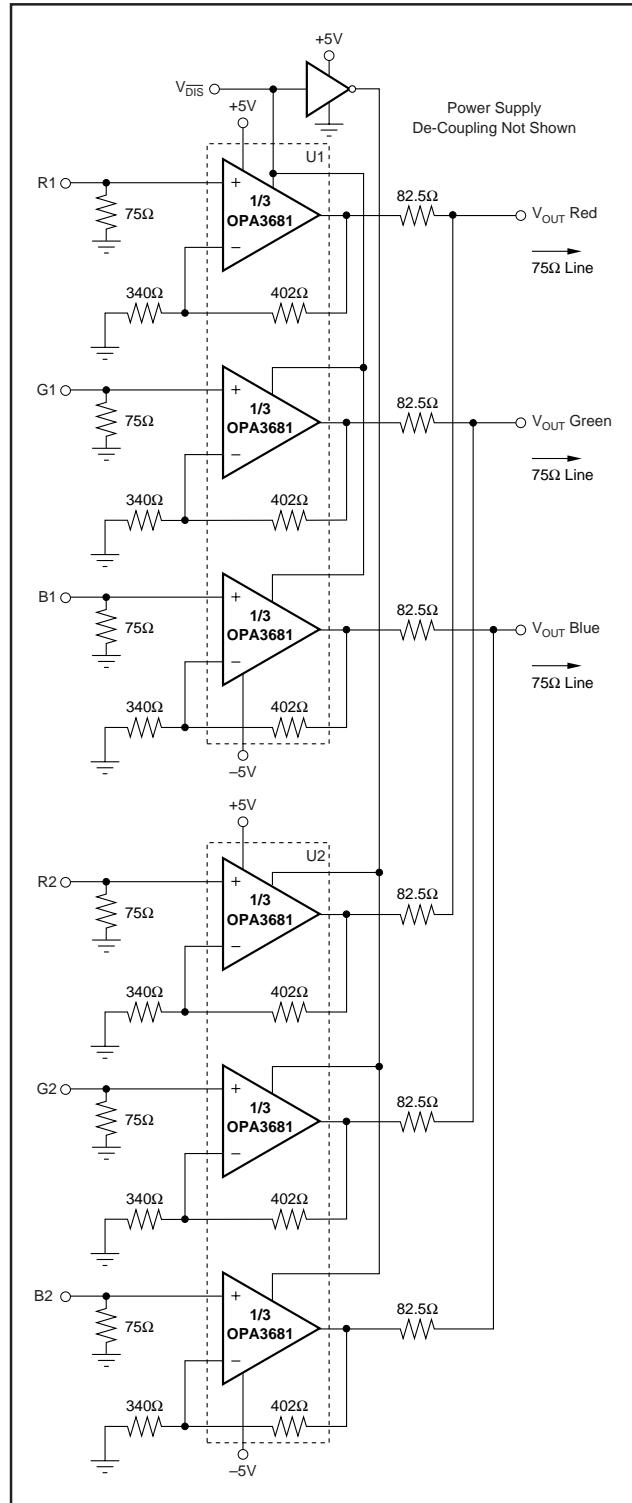 +5V
V_DIS
+5V
Power Supply
De-Coupling Not Shown
U1
R1
+
1/3
OPA3681
−
75Ω
82.5Ω
V_OUT Red
75Ω Line
340Ω
402Ω
G1
+
1/3
OPA3681
−
75Ω
82.5Ω
V_OUT Green
75Ω Line
340Ω
402Ω
B1
+
1/3
OPA3681
−
75Ω
82.5Ω
V_OUT Blue
75Ω Line
340Ω
402Ω
–5V
+5V
U2
R2
+
1/3
OPA3681
−
75Ω
82.5Ω
340Ω
402Ω
G2
+
1/3
OPA3681
−
75Ω
82.5Ω
340Ω
402Ω
B2
+
1/3
OPA3681
−
75Ω
82.5Ω
340Ω
402Ω
–5V